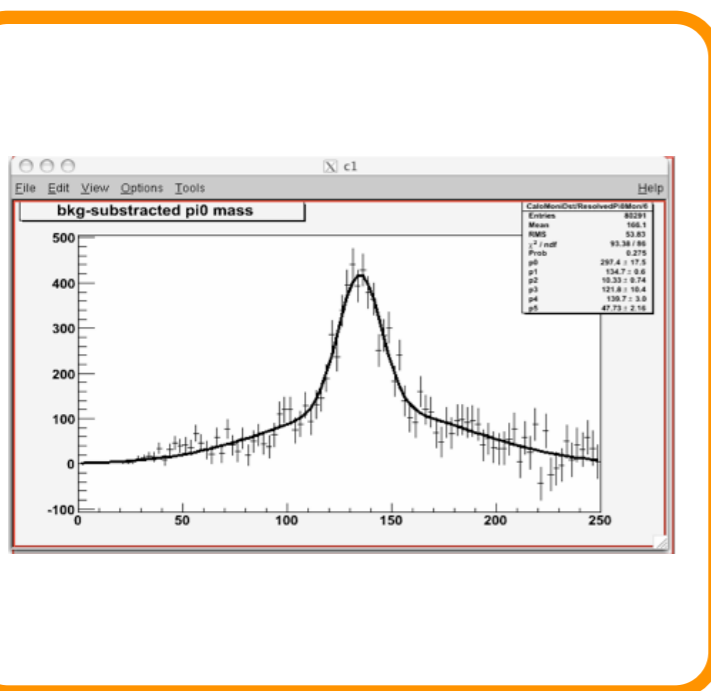 c1
File Edit View Options Tools Help
bkg-substracted pi0 mass
CaloMoniDst/ResolvedPi0Mon/6
Entries 80291
Mean 166.1
RMS 53.83
χ² / ndf 93.38 / 86
Prob 0.275
p0 297.4 ± 17.5
p1 134.7 ± 0.6
p2 10.33 ± 0.74
p3 121.8 ± 10.4
p4 139.7 ± 3.0
p5 47.73 ± 2.16
500
400
300
200
100
0
-100
0 50 100 150 200 250